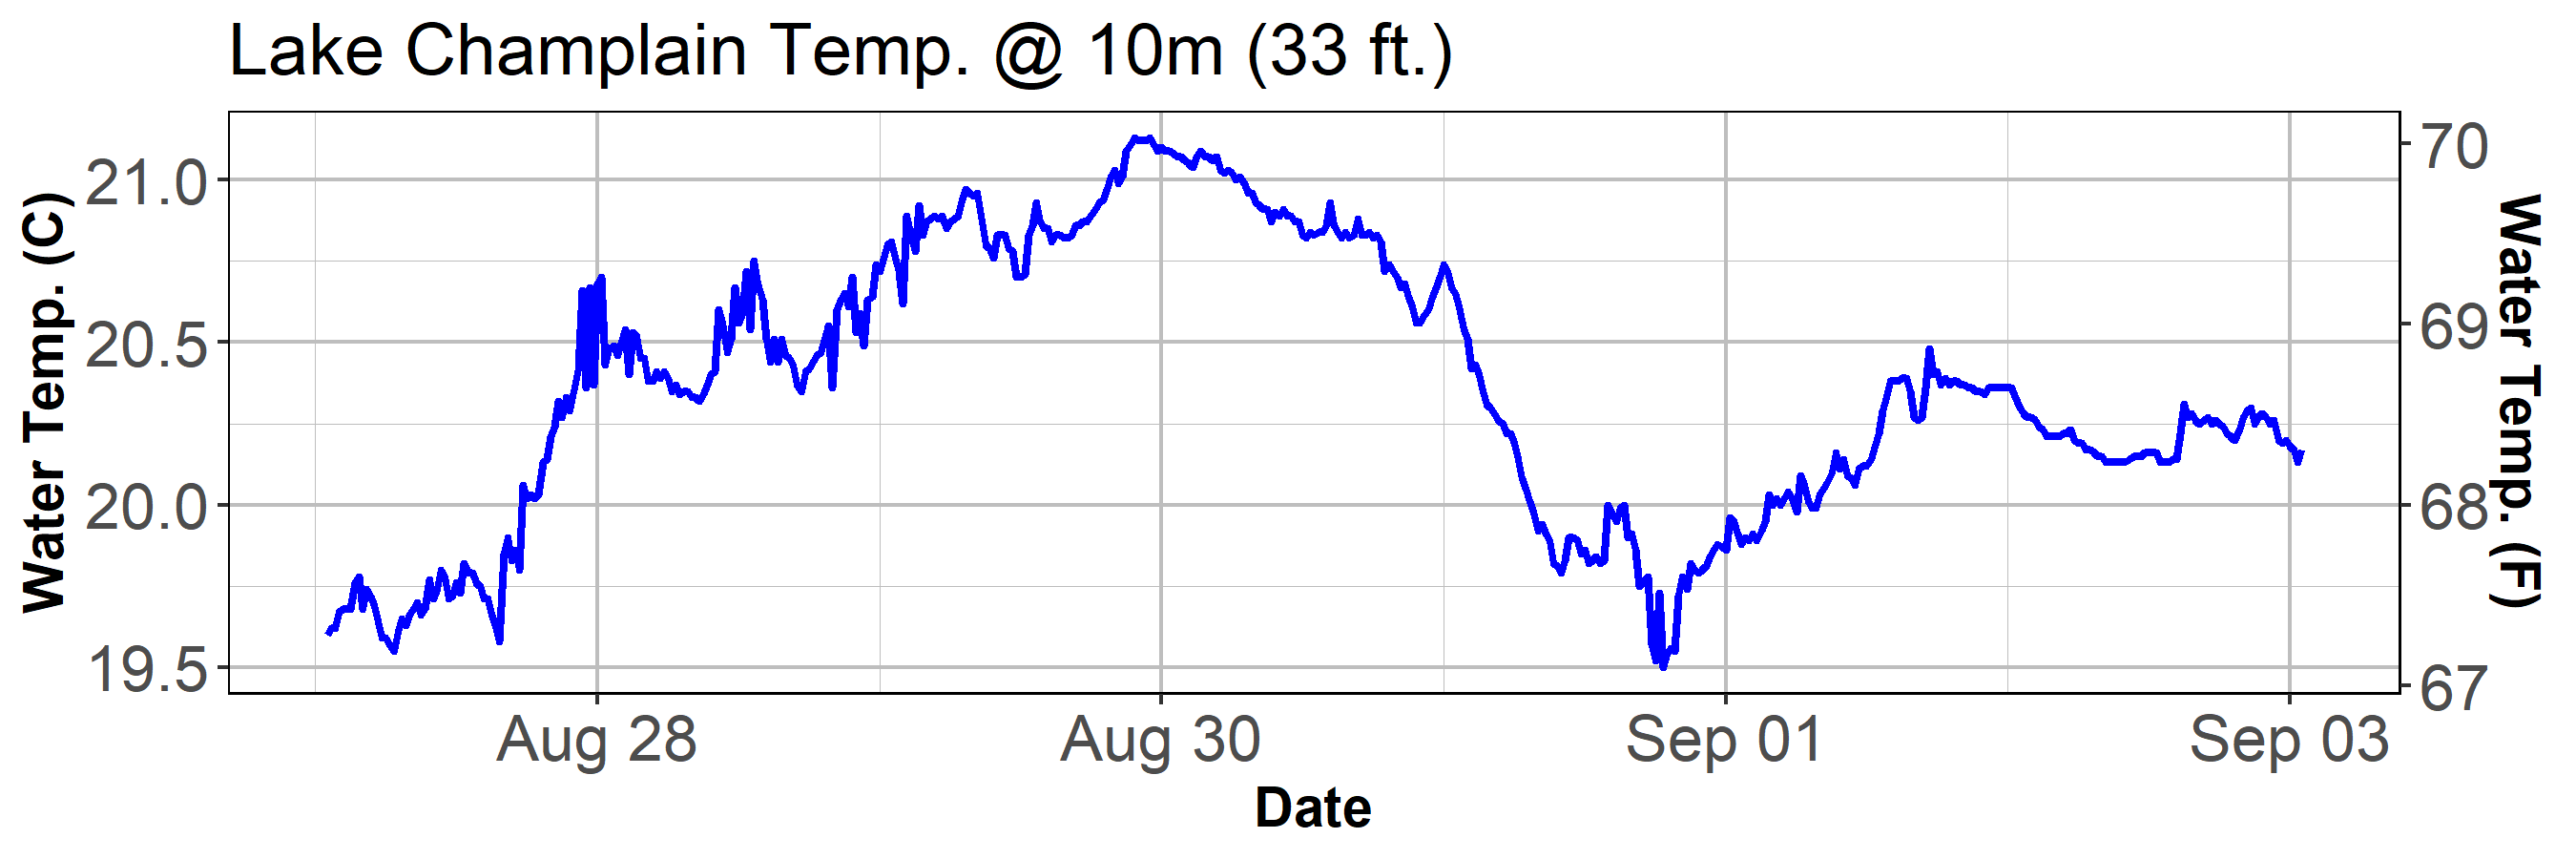 Lake Champlain Temp. @ 10m (33 ft.)
Water Temp. (C)
21.0
20.5
20.0
19.5
70
69
68
67
Water Temp. (F)
Aug 28
Aug 30
Sep 01
Sep 03
Date